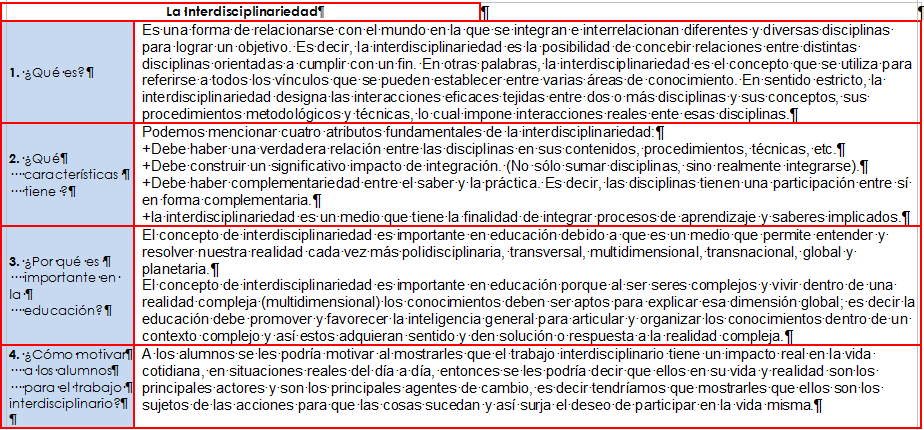 La Interdisciplinariedad¶
¶
¶
1. ¿Qué es?¶
Es una forma de relacionarse con el mundo en la que se integran e interrelacionan diferentes y diversas disciplinas
para lograr un objetivo. Es decir, la interdisciplinariedad es la posibilidad de concebir relaciones entre distintas
disciplinas orientadas a cumplir con un fin. En otras palabras, la interdisciplinariedad es el concepto que se utiliza para
referirse a todos los vínculos que se pueden establecer entre varias áreas de conocimiento. En sentido estricto, la
interdisciplinariedad designa las interacciones eficaces tejidas entre dos o más disciplinas y sus conceptos, sus
procedimientos metodológicos y técnicas, lo cual impone interacciones reales ente esas disciplinas.¶
2. ¿Qué¶
características ¶
tiene ?¶
Podemos mencionar cuatro atributos fundamentales de la interdisciplinariedad:¶
+Debe haber una verdadera relación entre las disciplinas en sus contenidos, procedimientos, técnicas, etc.¶
+Debe construir un significativo impacto de integración. (No sólo sumar disciplinas, sino realmente integrarse).¶
+Debe haber complementariedad entre el saber y la práctica. Es decir, las disciplinas tienen una participación entre sí
en forma complementaria.¶
+la interdisciplinariedad es un medio que tiene la finalidad de integrar procesos de aprendizaje y saberes implicados.¶
3. ¿Por qué es ¶
importante en
la ¶
educación?¶
El concepto de interdisciplinariedad es importante en educación debido a que es un medio que permite entender y
resolver nuestra realidad cada vez más polidisciplinaria, transversal, multidimensional, transnacional, global y
planetaria.¶
El concepto de interdisciplinariedad es importante en educación porque al ser seres complejos y vivir dentro de una
realidad compleja (multidimensional) los conocimientos deben ser aptos para explicar esa dimensión global; es decir la
educación debe promover y favorecer la inteligencia general para articular y organizar los conocimientos dentro de un
contexto complejo y así estos adquieran sentido y den solución o respuesta a la realidad compleja.¶
4. ¿Cómo motivar¶
a los alumnos¶
para el trabajo ¶
interdisciplinario?¶
¶
A los alumnos se les podría motivar al mostrarles que el trabajo interdisciplinario tiene un impacto real en la vida
cotidiana, en situaciones reales del día a día, entonces se les podría decir que ellos en su vida y realidad son los
principales actores y son los principales agentes de cambio, es decir tendríamos que mostrarles que ellos son los
sujetos de las acciones para que las cosas sucedan y así surja el deseo de participar en la vida misma.¶